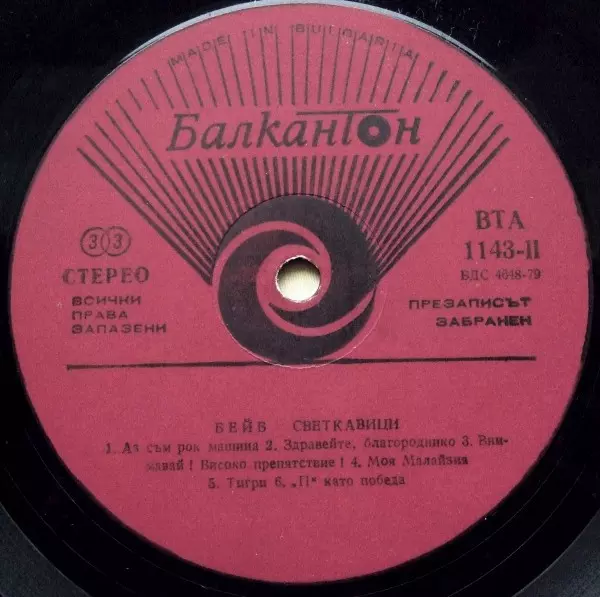 MADE IN BULGARIA
Балкантон
33
СТЕРЕО
ВСИЧКИ
ПРАВА
ЗАПАЗЕНИ
ВТА
1143-II
БДС 4048-79
ПРЕЗАПИСЪТ
ЗАБРАНЕН
БЕЙБ СВЕТКАВИЦИ
1. Аз съм рок машина 2. Здравейте, благороднико 3. Вни-
мавай ! Високо препятствие ! 4. Моя Малайзия
5. Тигри 6. „П“ като победа